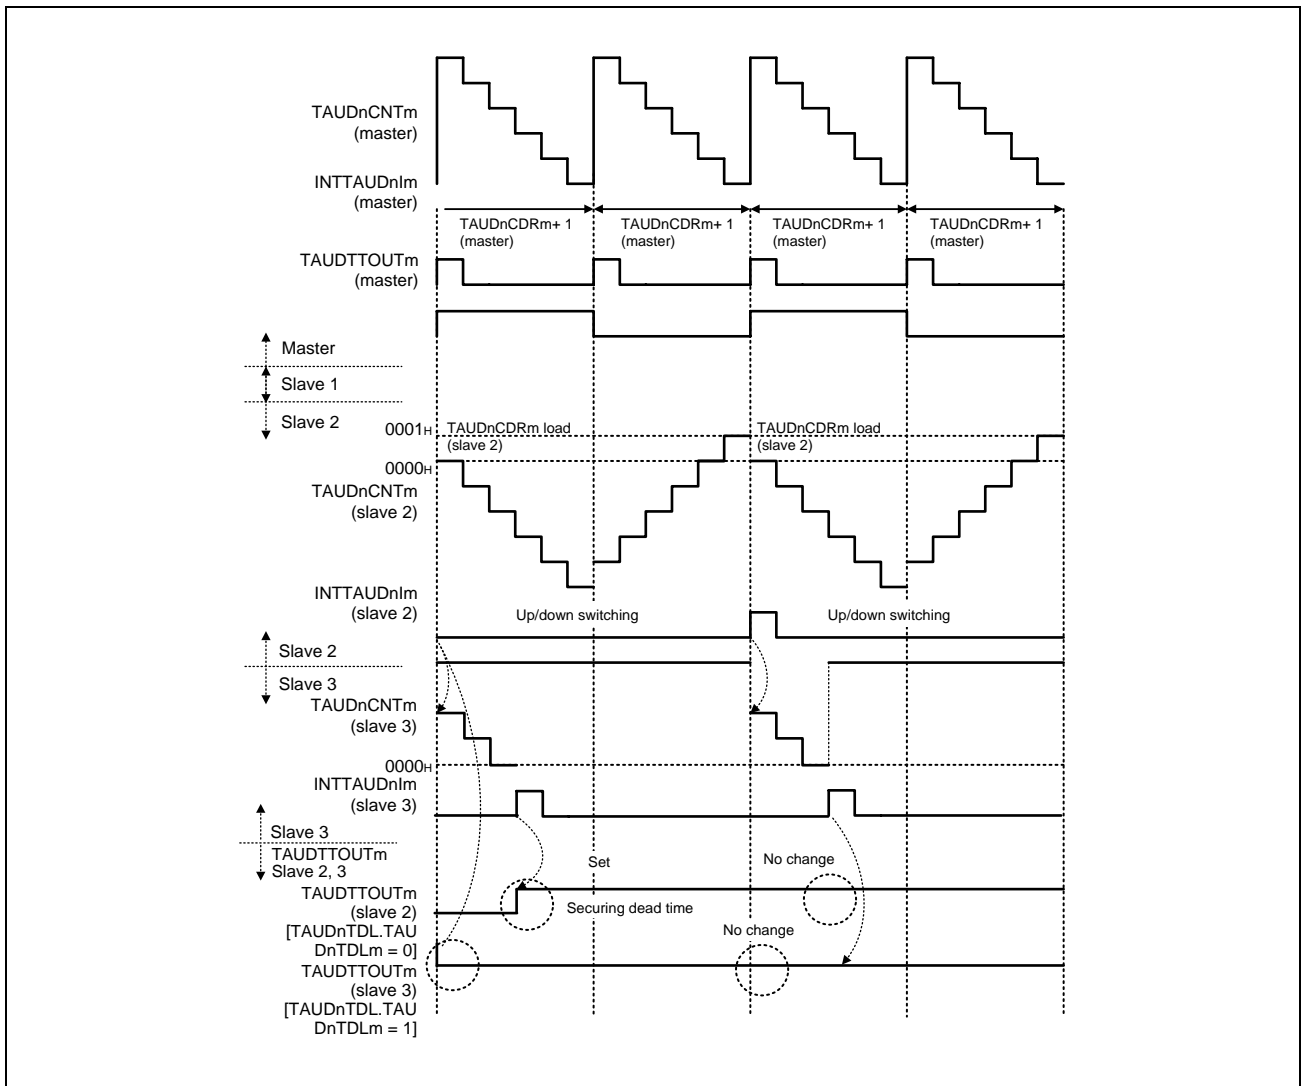 TAUDnCNTm
(master)
INTTAUDnIm
(master)
TAUDnCDRm+ 1
(master)
TAUDnCDRm+ 1
(master)
TAUDnCDRm+ 1
(master)
TAUDnCDRm+ 1
(master)
TAUDTTOUTm
(master)
Master
Slave 1
Slave 2
0001H
TAUDnCDRm load
(slave 2)
TAUDnCDRm load
(slave 2)
0000H
TAUDnCNTm
(slave 2)
INTTAUDnIm
(slave 2)
Up/down switching
Up/down switching
Slave 2
Slave 3
TAUDnCNTm
(slave 3)
0000H
INTTAUDnIm
(slave 3)
Slave 3
TAUDTTOUTm
Slave 2, 3
Set
No change
TAUDTTOUTm
(slave 2)
[TAUDnTDL.TAU
DnTDLm = 0]
Securing dead time
No change
TAUDTTOUTm
(slave 3)
[TAUDnTDL.TAU
DnTDLm = 1]